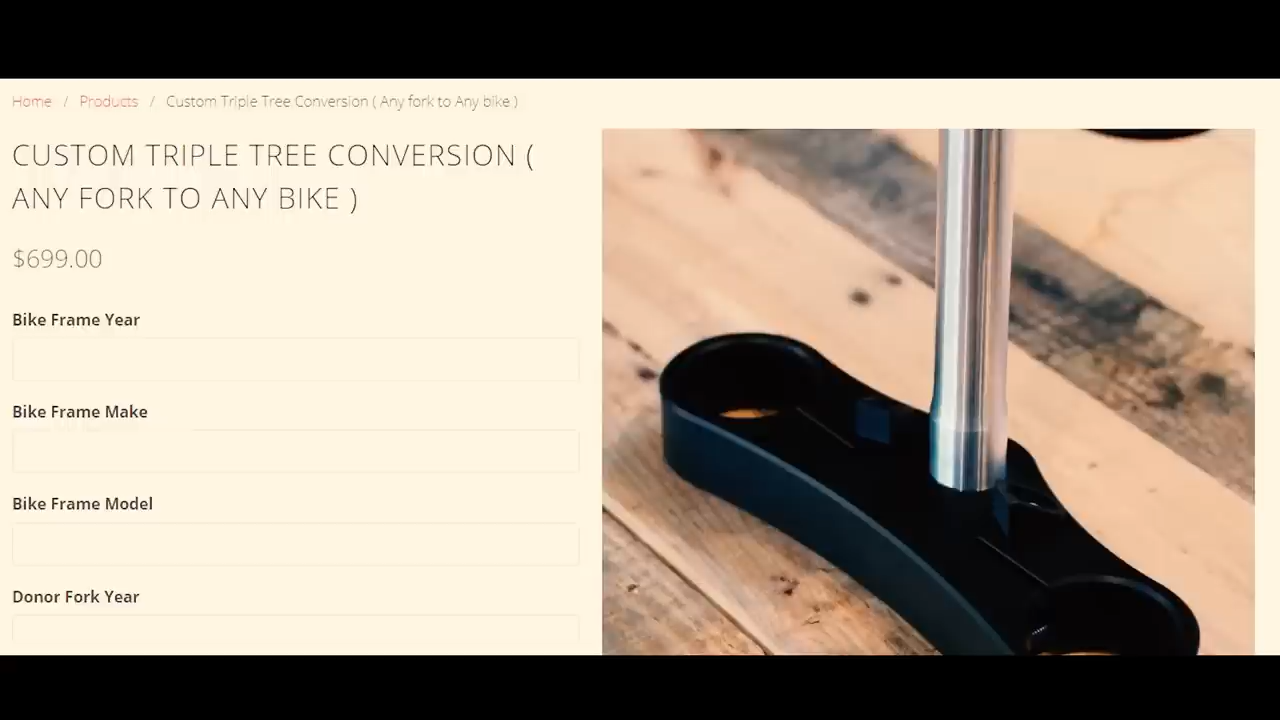 Home / Products / Custom Triple Tree Conversion ( Any fork to Any bike )
CUSTOM TRIPLE TREE CONVERSION (
ANY FORK TO ANY BIKE )
$699.00
Bike Frame Year
Bike Frame Make
Bike Frame Model
Donor Fork Year